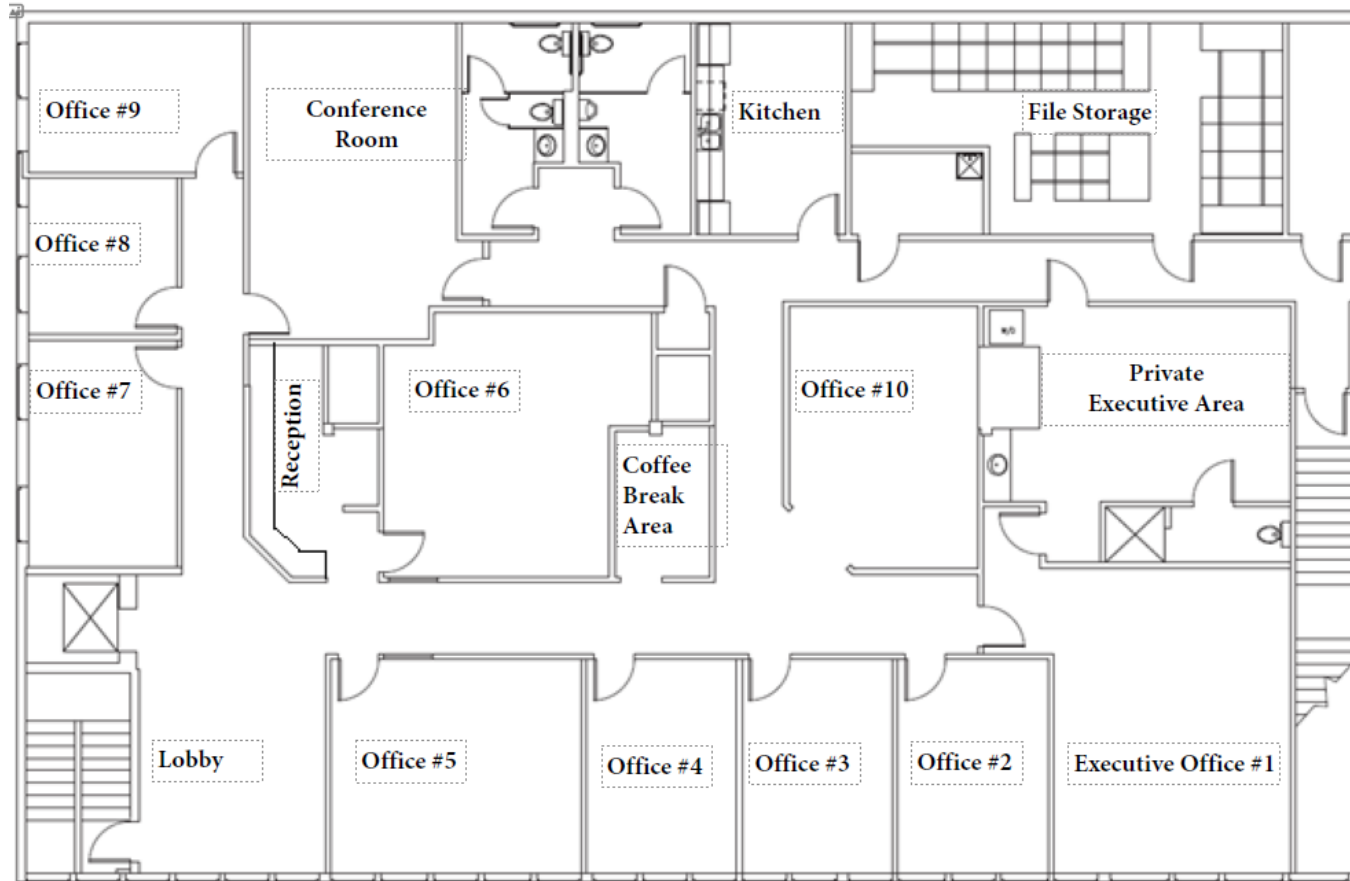 Office #9
Conference
Room
Kitchen
File Storage
Office #8
Office #7
Reception
Office #6
Office #10
Private
Executive Area
Coffee
Break
Area
Lobby
Office #5
Office #4
Office #3
Office #2
Executive Office #1